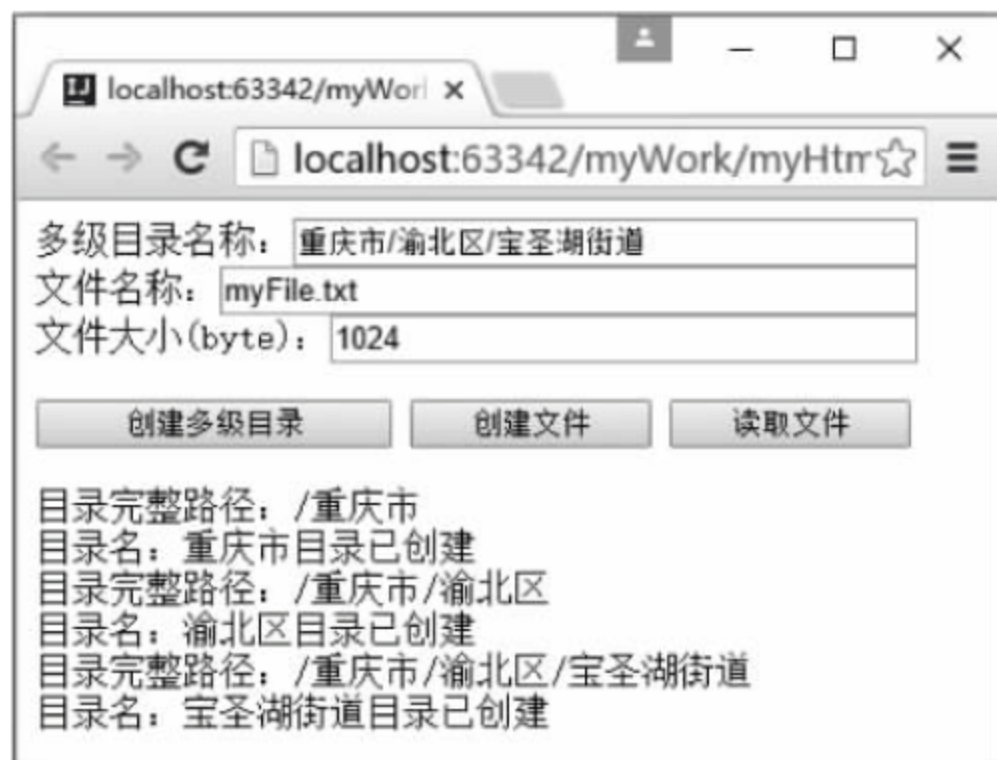 localhost:63342/myWorl
localhost:63342/myWork/myHtm
多级目录名称：重庆市/渝北区/宝圣湖街道
文件名称：myFile.txt
文件大小(byte)：1024
创建多级目录 创建文件 读取文件
目录完整路径：/重庆市
目录名：重庆市目录已创建
目录完整路径：/重庆市/渝北区
目录名：渝北区目录已创建
目录完整路径：/重庆市/渝北区/宝圣湖街道
目录名：宝圣湖街道目录已创建